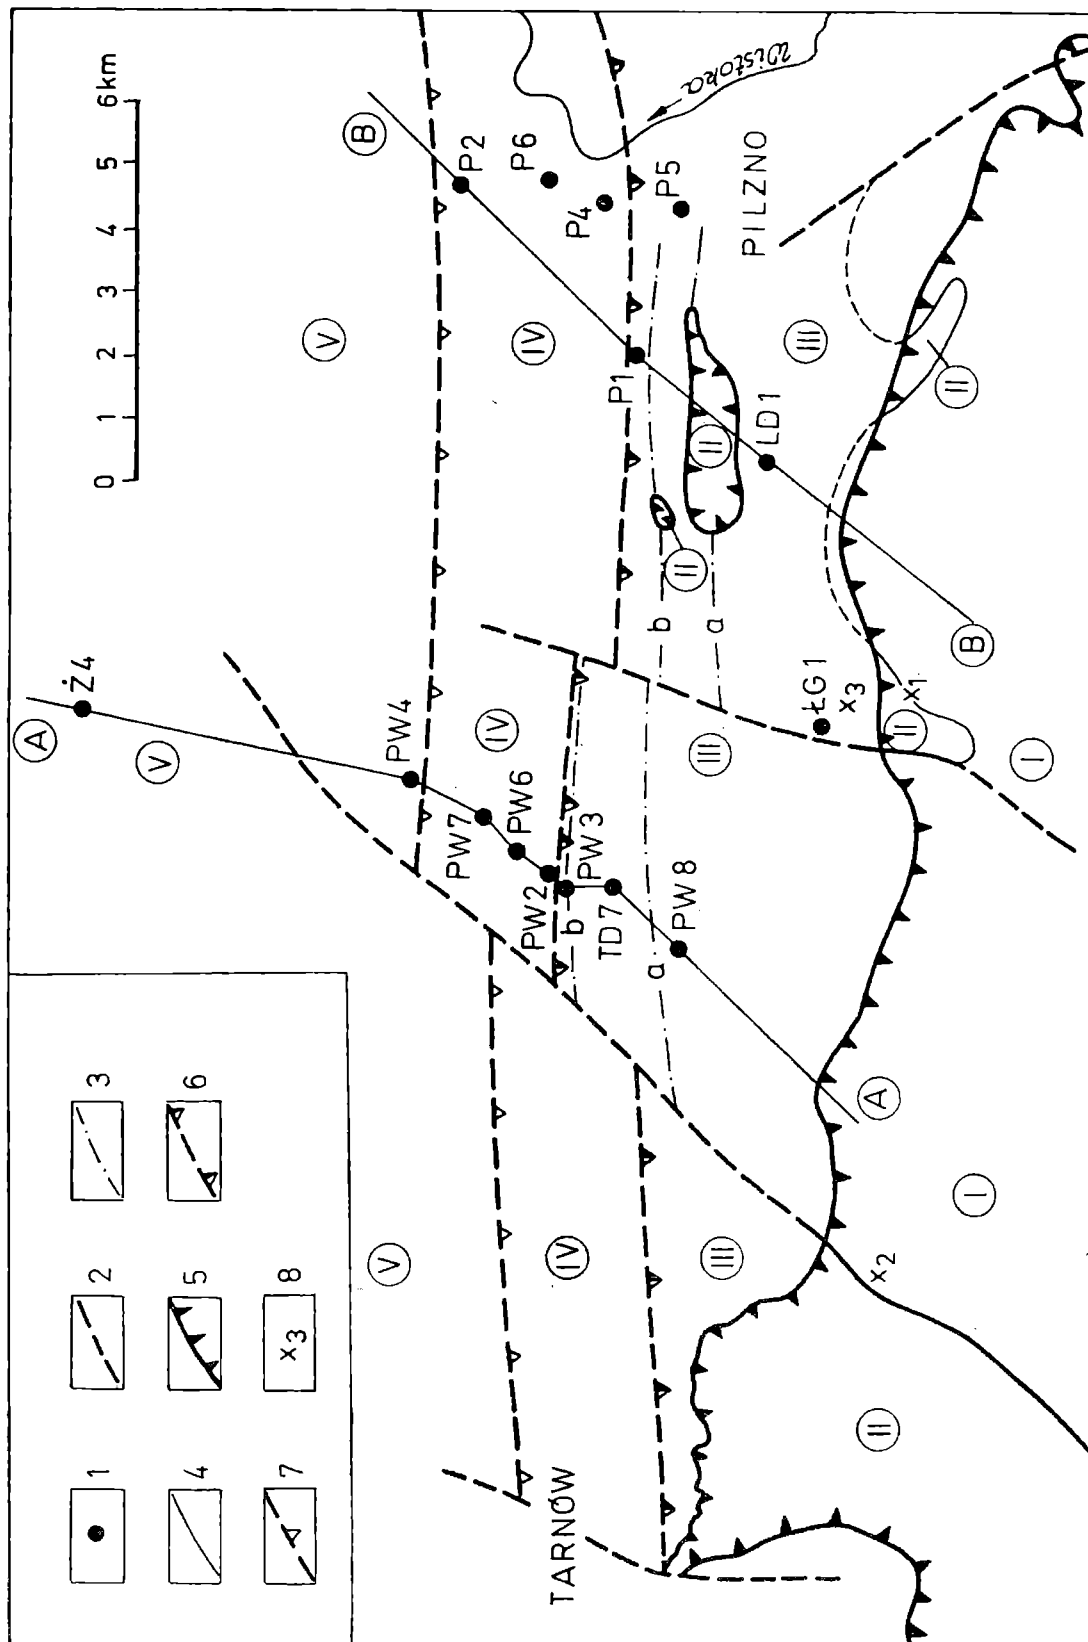 1
2
3
4
5
6
7
x₃ 8
0 1 2 3 4 5 6km
A
Ż4
V
V
V
B
P2
P6
P4
P5
Wisłoka
PILZNO
PW4
IV
IV
IV
PW7
PW6
PW2
PW3
TD7
PW8
b
a
b
a
P1
II
II
LD1
III
III
III
ŁG1
x₃
x₁
II
II
B
A
I
I
x₂
II
TARNÓW